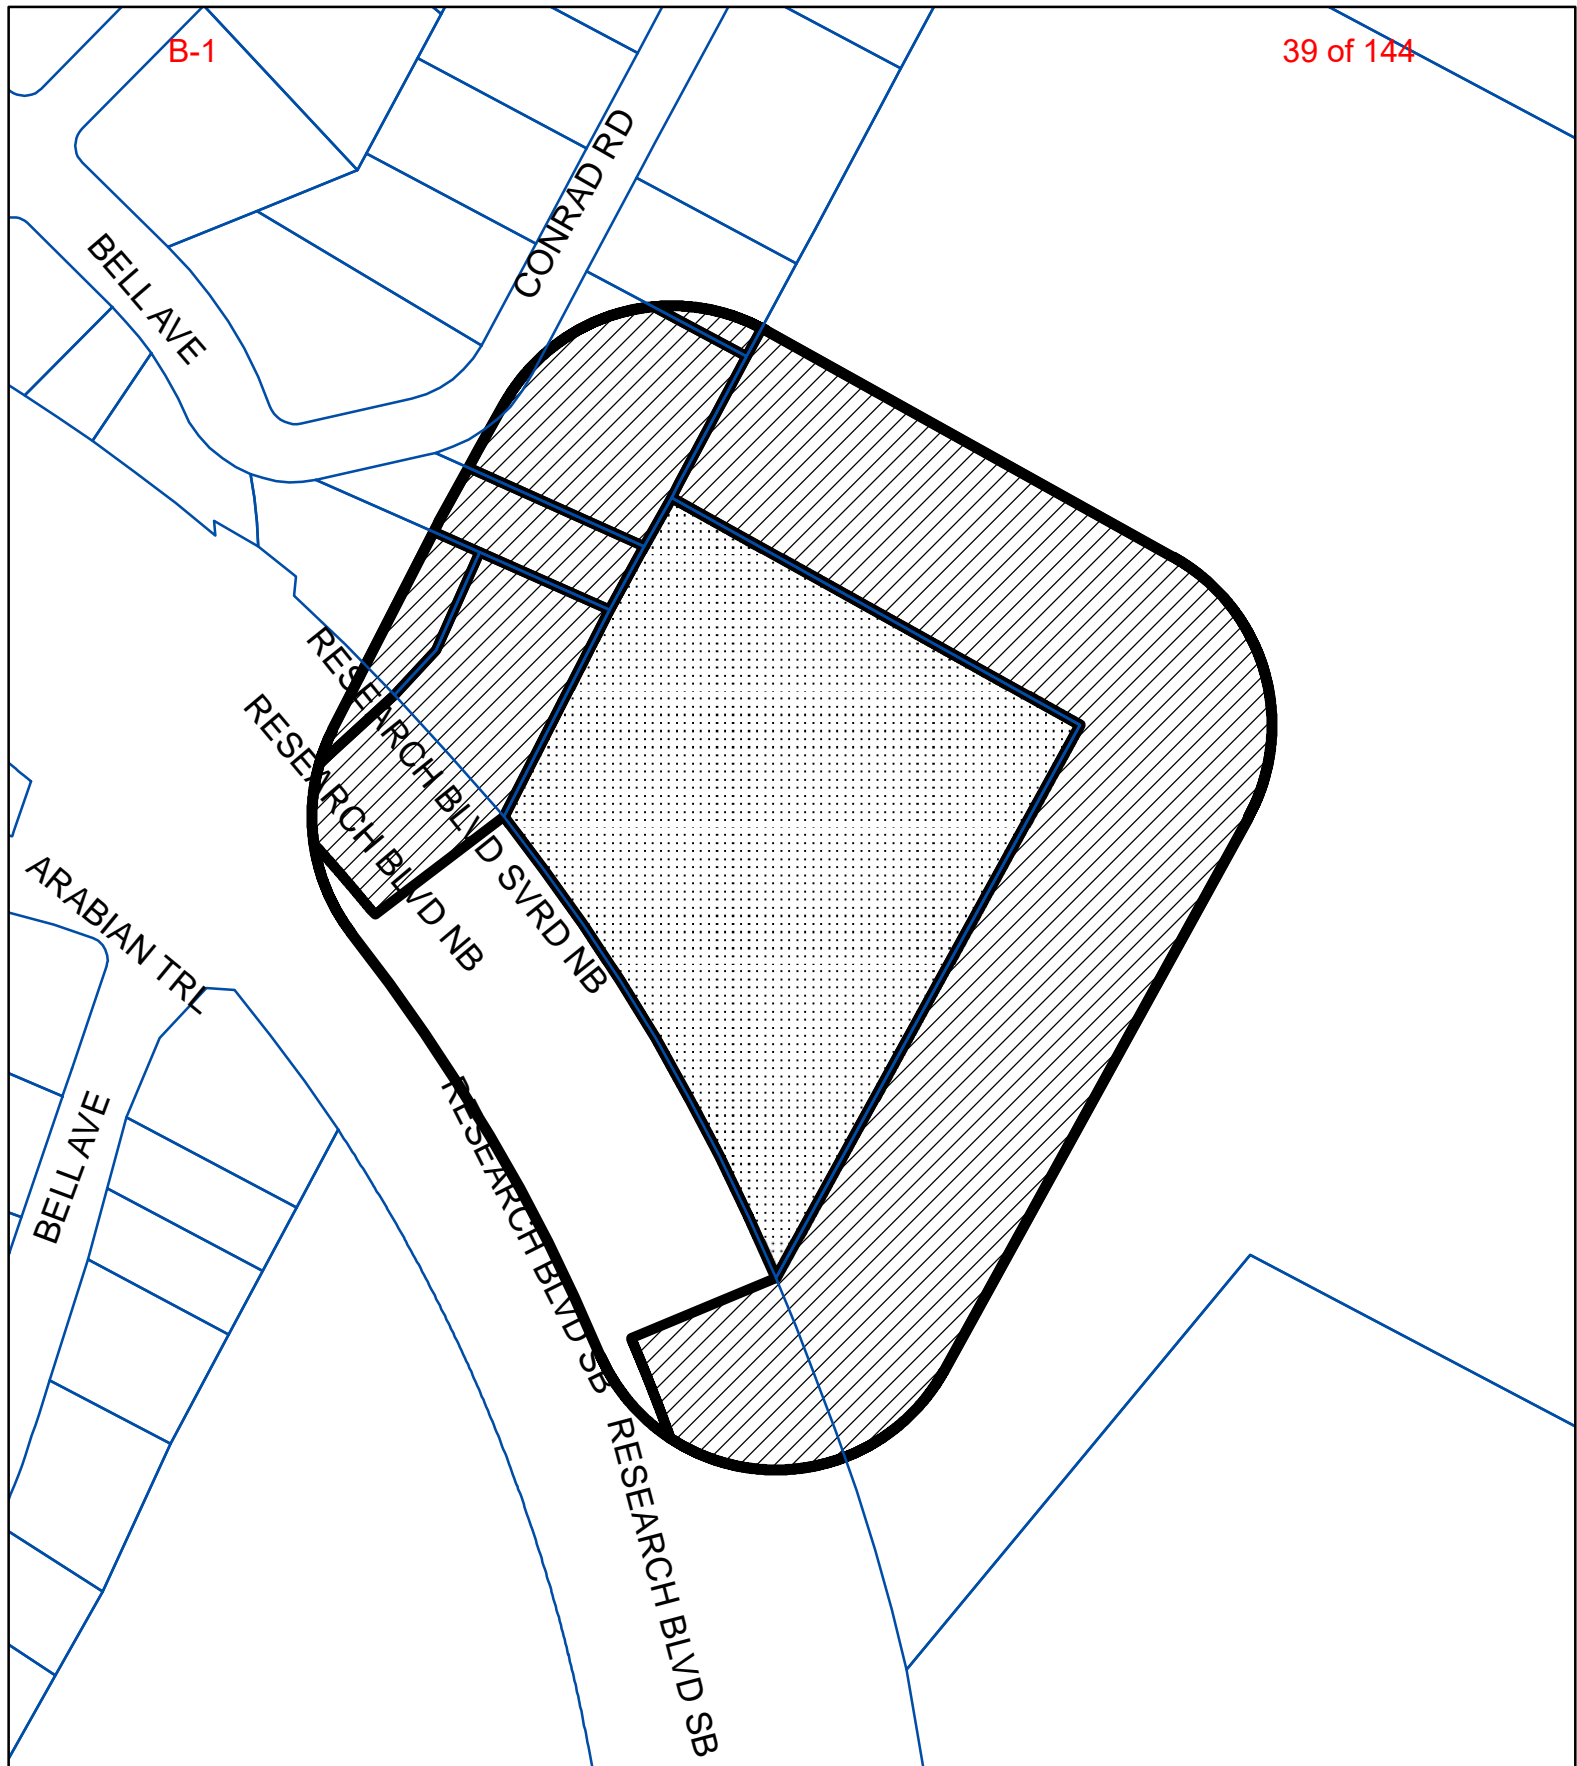 B-1
39 of 144
CONRAD RD
BELL AVE
RESEARCH BLVD SVRD NB
RESEARCH BLVD NB
ARABIAN TRL
BELL AVE
RESEARCH BLVD SB
RESEARCH BLVD SB